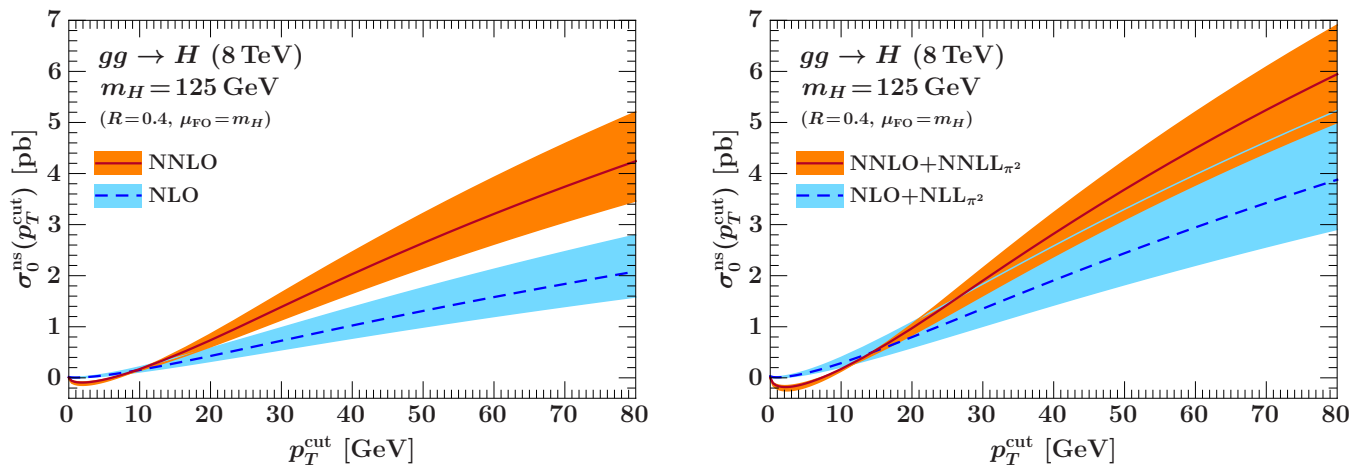 gg → H (8 TeV)
m_H = 125 GeV
(R=0.4, μ_FO=m_H)
NNLO
NLO
σ_0^ns(p_T^cut) [pb]
7
6
5
4
3
2
1
0
0 10 20 30 40 50 60 70 80
p_T^cut [GeV]
gg → H (8 TeV)
m_H = 125 GeV
(R=0.4, μ_FO=m_H)
NNLO+NNLL_π²
NLO+NLL_π²
σ_0^ns(p_T^cut) [pb]
7
6
5
4
3
2
1
0
0 10 20 30 40 50 60 70 80
p_T^cut [GeV]